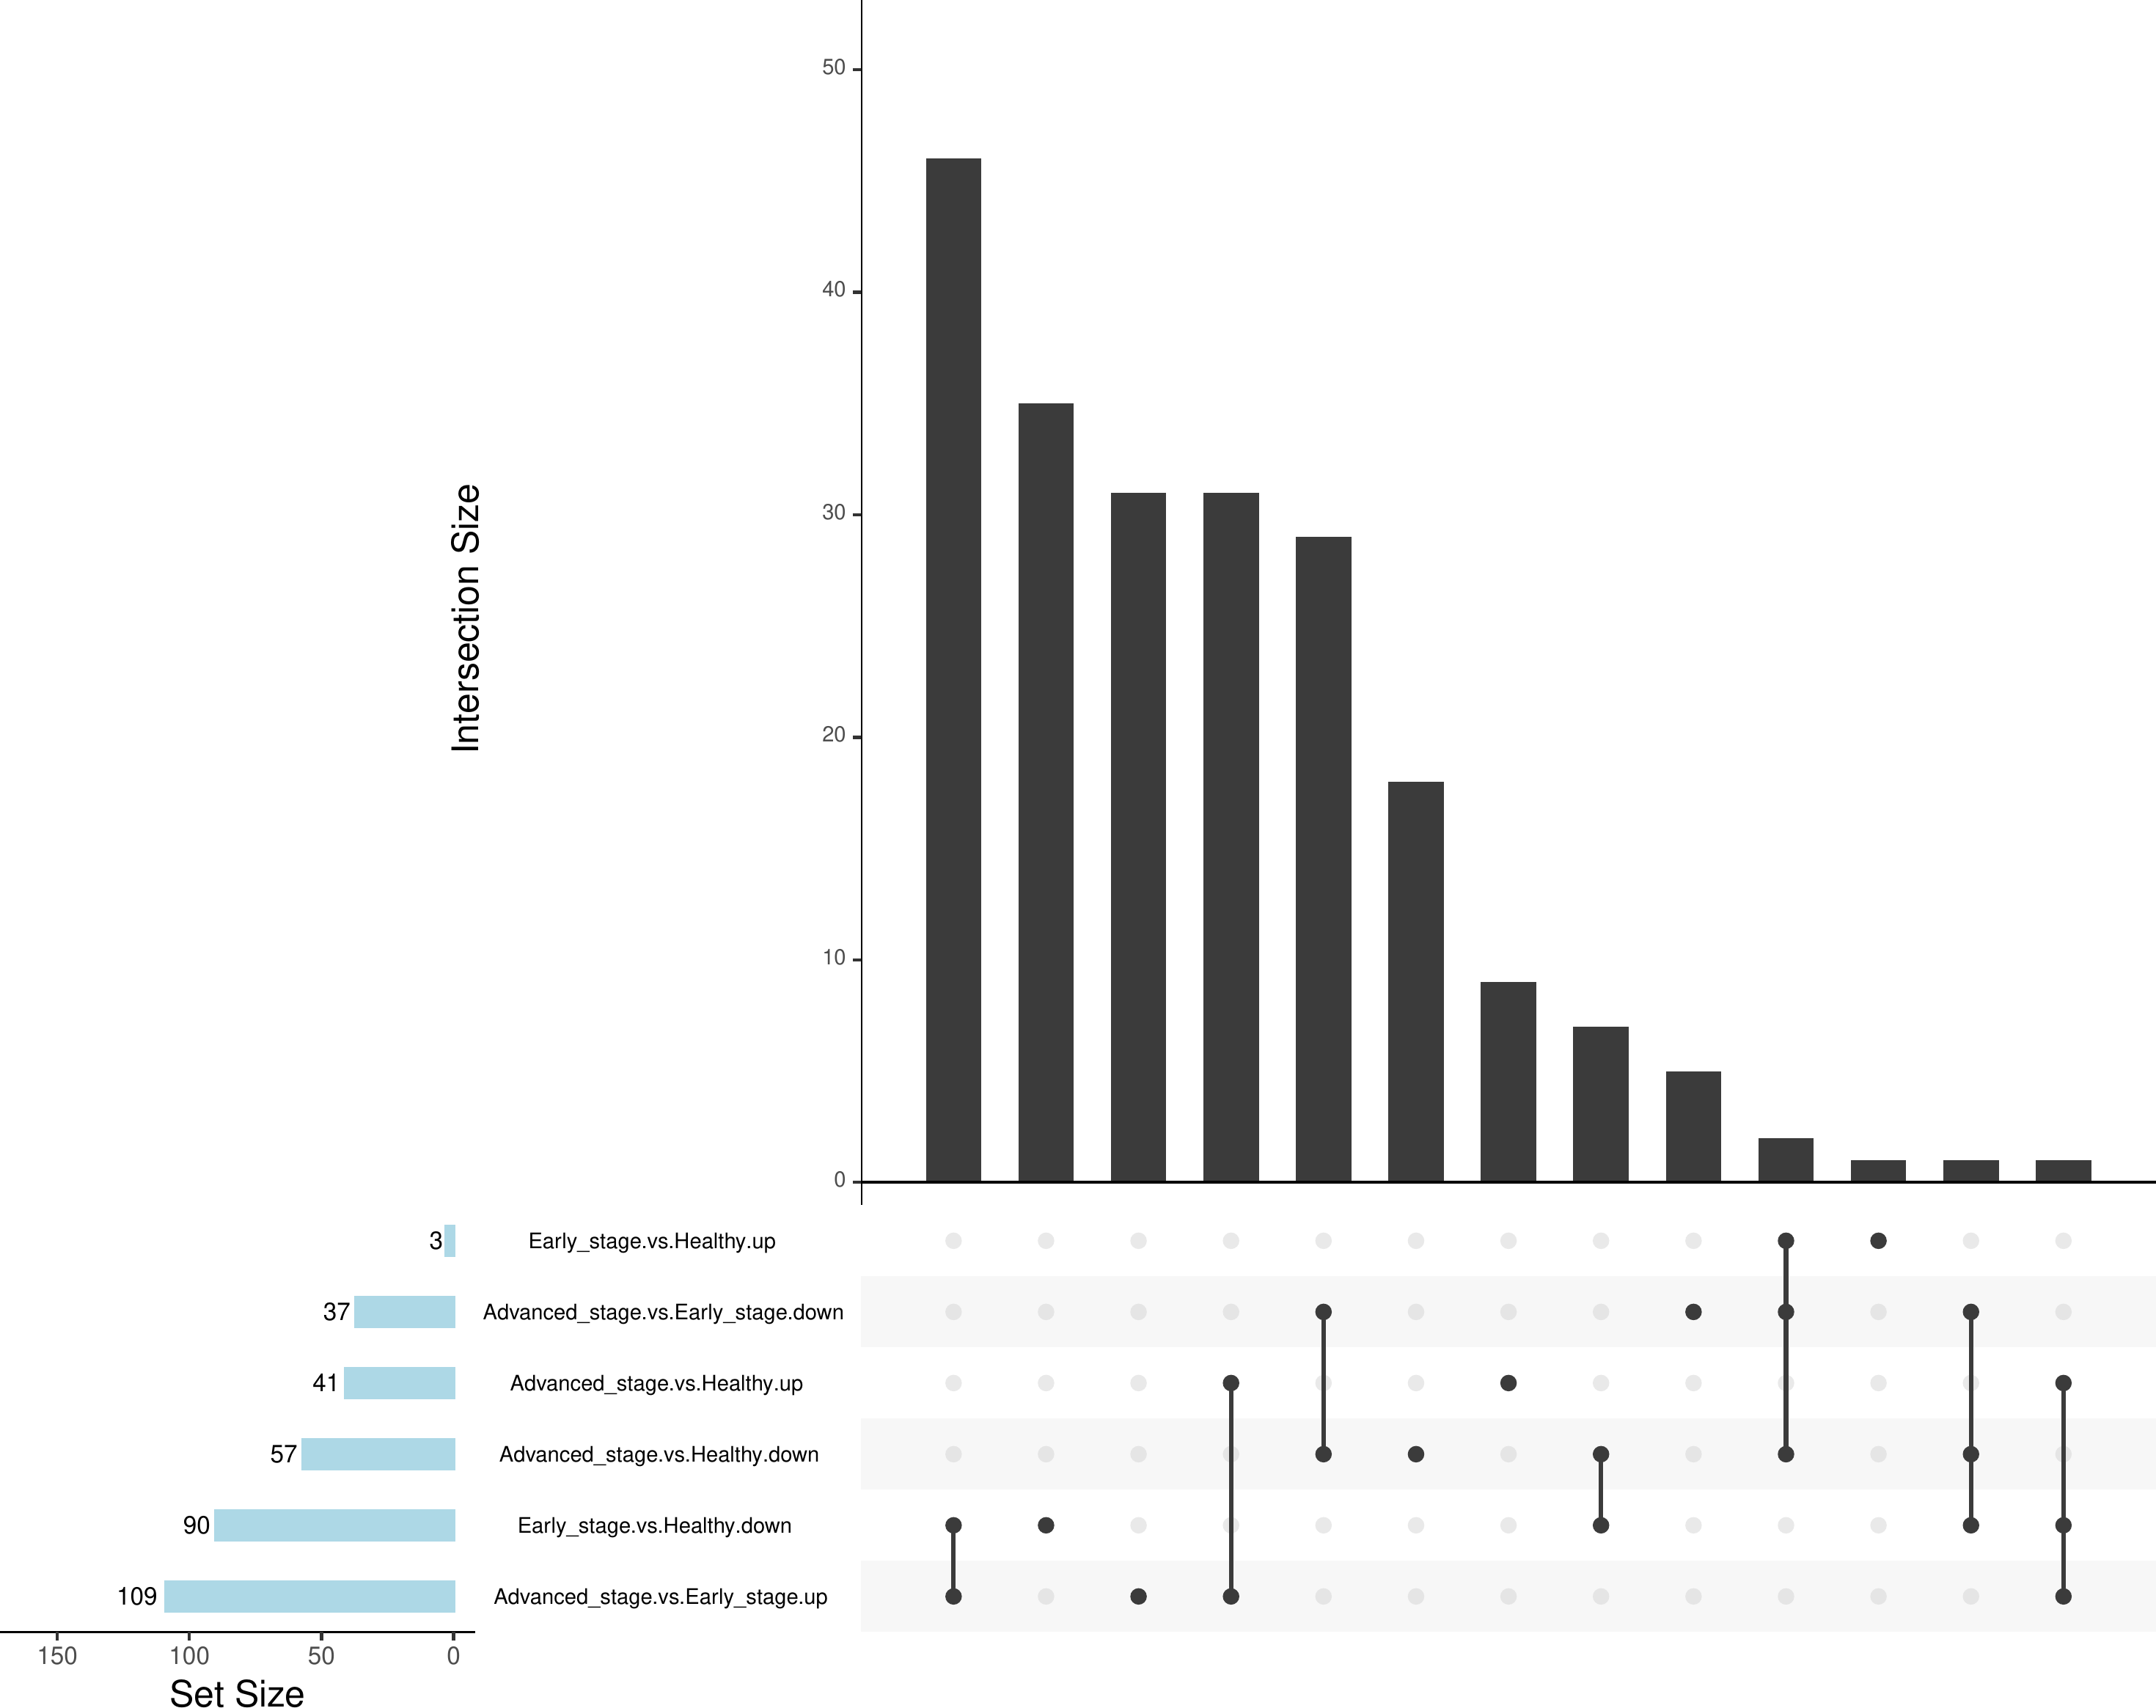 50
40
30
20
10
0
Intersection Size
3
Early_stage.vs.Healthy.up
37
Advanced_stage.vs.Early_stage.down
41
Advanced_stage.vs.Healthy.up
57
Advanced_stage.vs.Healthy.down
90
Early_stage.vs.Healthy.down
109
Advanced_stage.vs.Early_stage.up
150 100 50 0
Set Size